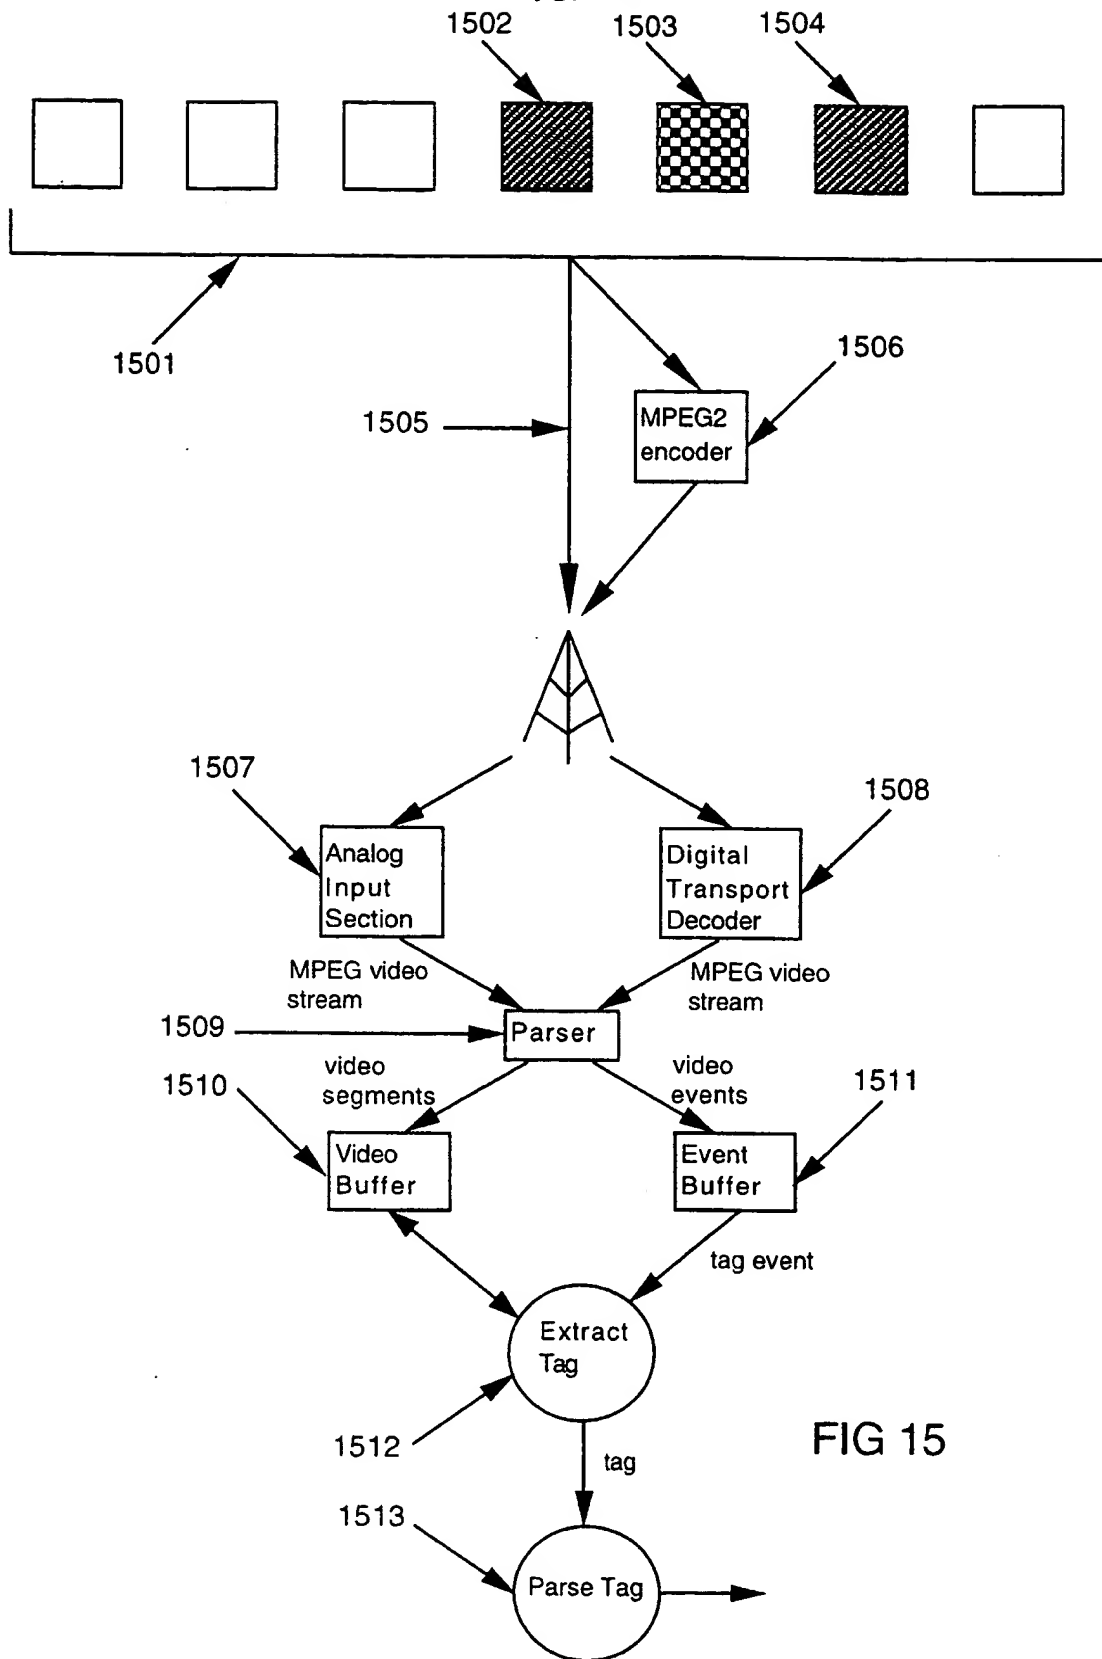 1502
1503
1504
1501
1505
1506
MPEG2
encoder
1507
1508
Analog
Input
Section
Digital
Transport
Decoder
MPEG video
stream
MPEG video
stream
1509
Parser
video
segments
video
events
1510
1511
Video
Buffer
Event
Buffer
tag event
Extract
Tag
1512
FIG 15
tag
1513
Parse Tag